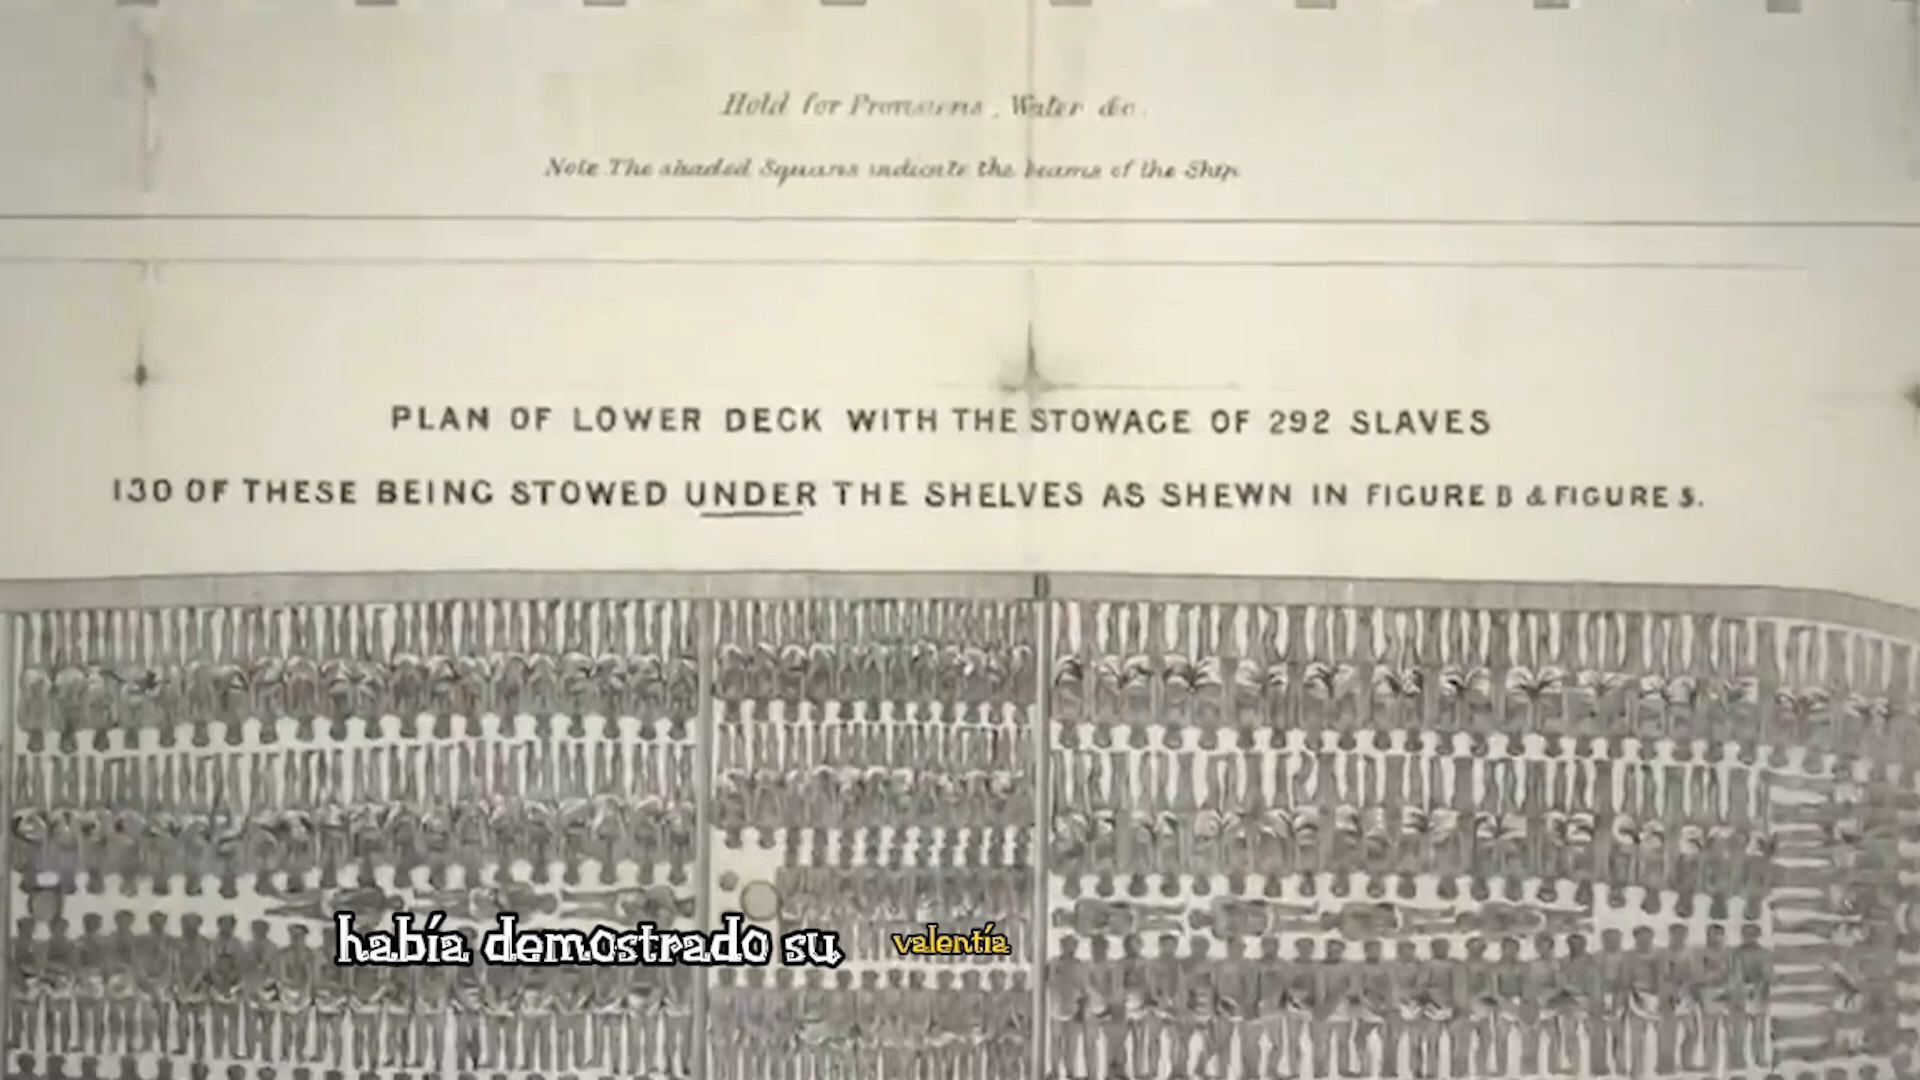 Hold for Provisions, Water &c.
Note The shaded Squares indicate the beams of the Ship
PLAN OF LOWER DECK WITH THE STOWAGE OF 292 SLAVES
130 OF THESE BEING STOWED UNDER THE SHELVES AS SHEWN IN FIGURE D & FIGURE 5.
había demostrado su valentía